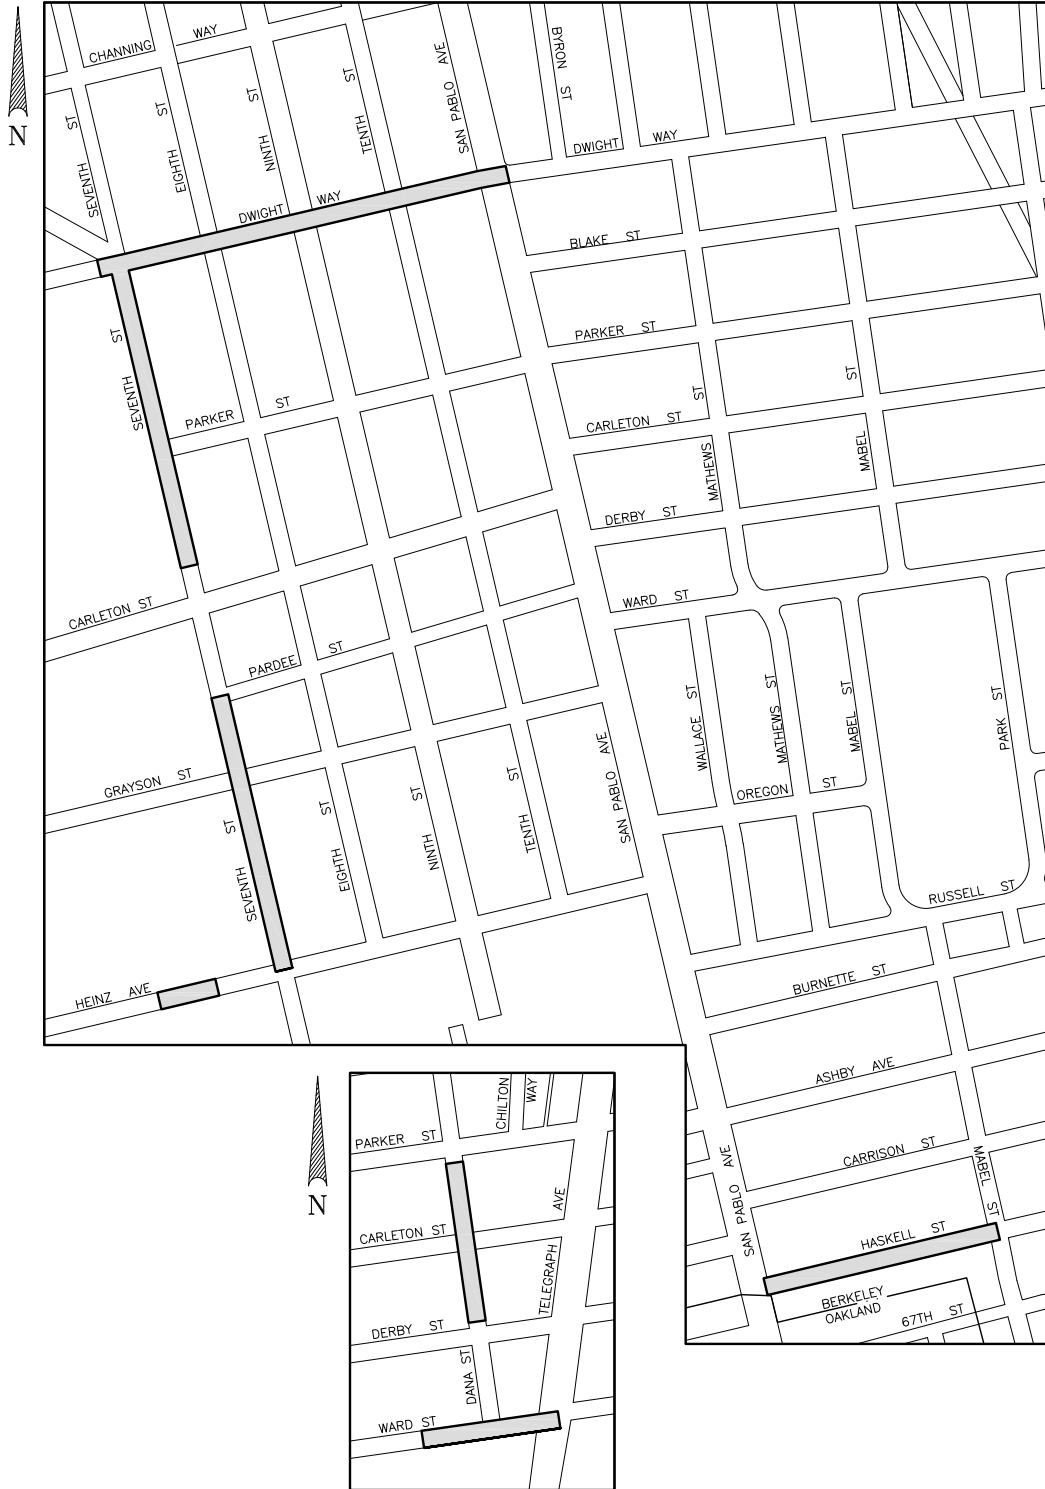 N
CHANNING WAY
SEVENTH ST
EIGHTH ST
NINTH ST
TENTH ST
SAN PABLO AVE
BYRON ST
DWIGHT WAY
DWIGHT WAY
BLAKE ST
PARKER ST
CARLETON ST
DERBY ST
WARD ST
MATHEWS ST
MABEL ST
SEVENTH ST
PARKER ST
CARLETON ST
PARDEE ST
GRAYSON ST
SEVENTH ST
EIGHTH ST
NINTH ST
TENTH ST
SAN PABLO AVE
WALLACE ST
MATHEWS ST
MABEL ST
PARK ST
OREGON ST
RUSSELL ST
HEINZ AVE
BURNETTE ST
ASHBY AVE
CARRISON ST
SAN PABLO AVE
MABEL ST
HASKELL ST
BERKELEY
OAKLAND
67TH ST
N
CHILTON WAY
PARKER ST
CARLETON ST
TELEGRAPH AVE
DERBY ST
DANA ST
WARD ST